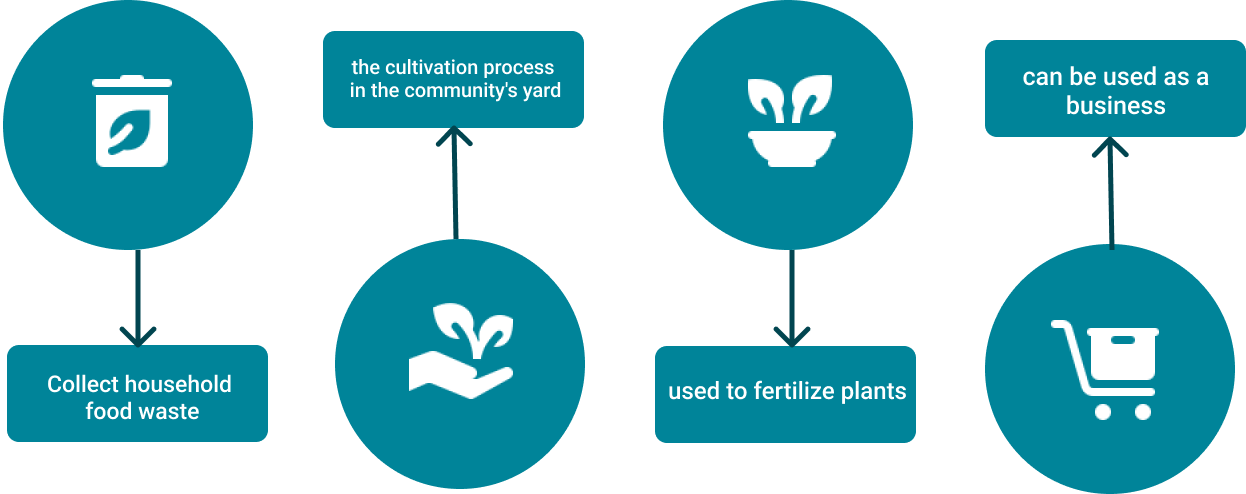 Collect household
food waste
the cultivation process
in the community's yard
used to fertilize plants
can be used as a
business